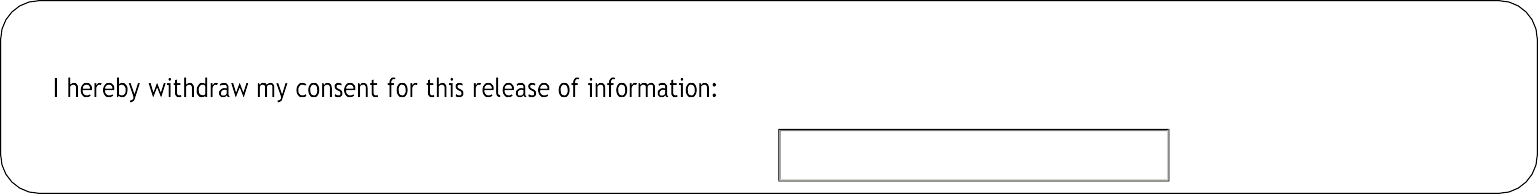 I hereby withdraw my consent for this release of information: